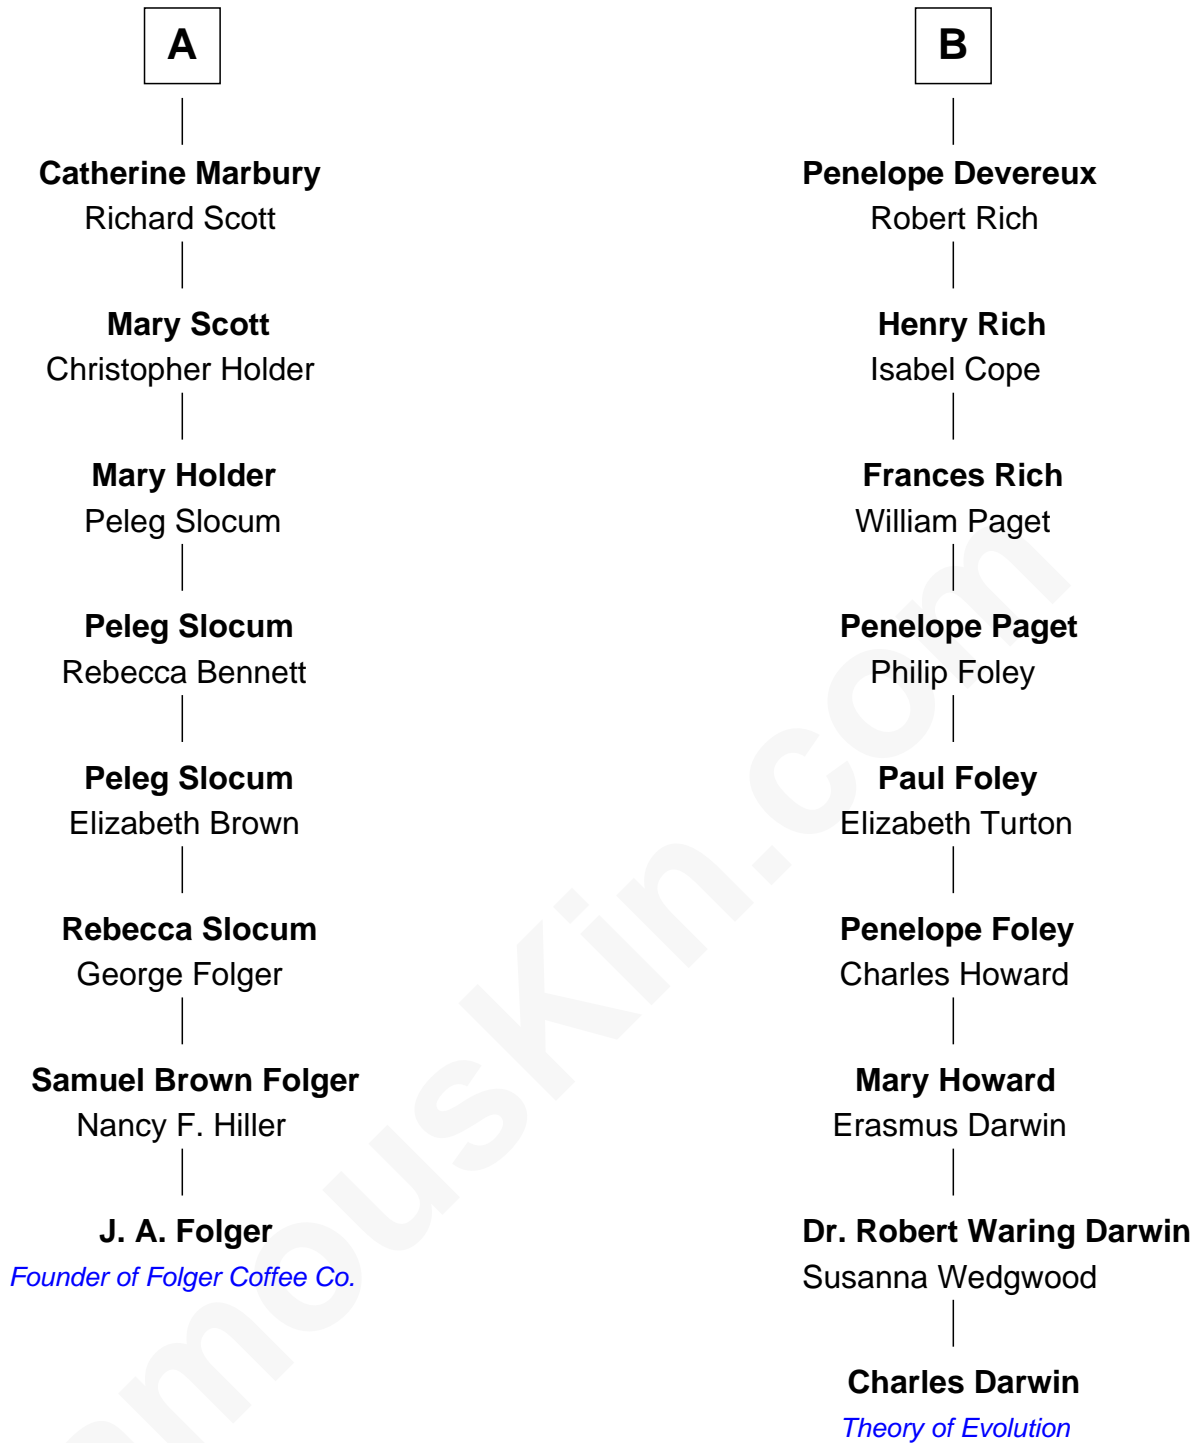 A
Catherine Marbury
Richard Scott
Mary Scott
Christopher Holder
Mary Holder
Peleg Slocum
Peleg Slocum
Rebecca Bennett
Peleg Slocum
Elizabeth Brown
Rebecca Slocum
George Folger
Samuel Brown Folger
Nancy F. Hiller
J. A. Folger
Founder of Folger Coffee Co.
B
Penelope Devereux
Robert Rich
Henry Rich
Isabel Cope
Frances Rich
William Paget
Penelope Paget
Philip Foley
Paul Foley
Elizabeth Turton
Penelope Foley
Charles Howard
Mary Howard
Erasmus Darwin
Dr. Robert Waring Darwin
Susanna Wedgwood
Charles Darwin
Theory of Evolution
amouskin.com